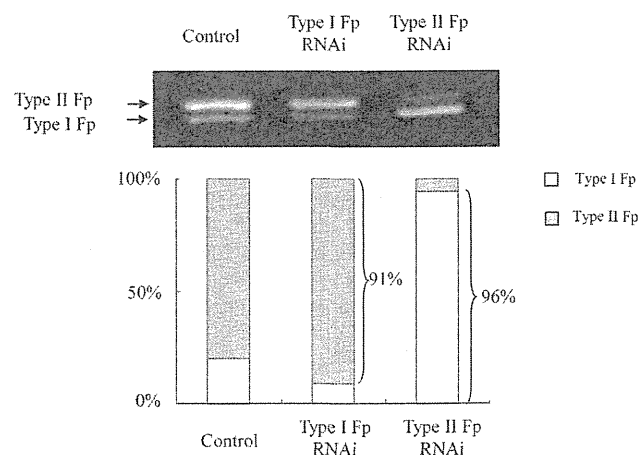 Control
Type I Fp
RNAi
Type II Fp
RNAi
Type II Fp
Type I Fp
100%
50%
0%
91%
96%
Type I Fp
Type II Fp
Control
Type I Fp
RNAi
Type II Fp
RNAi